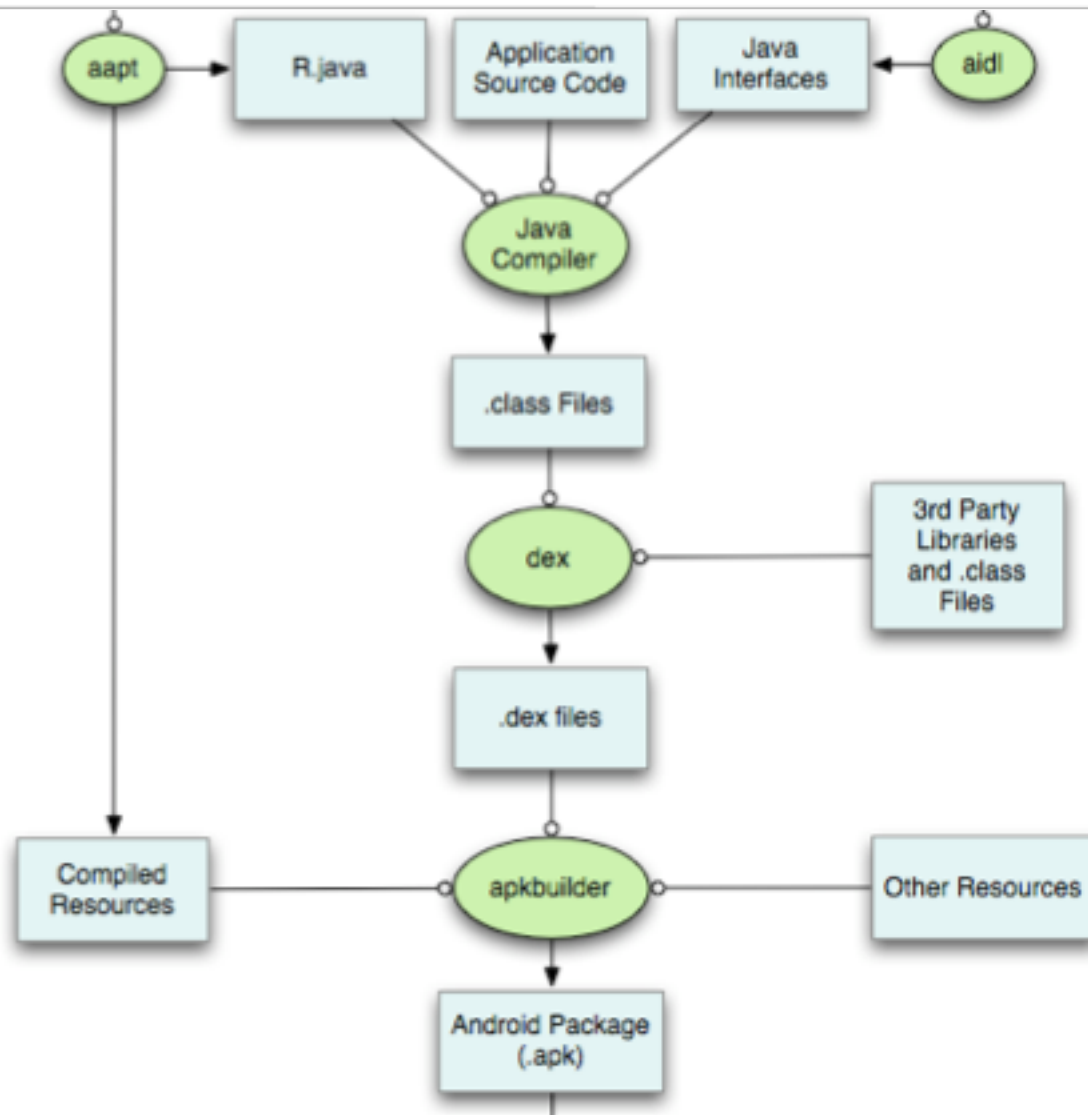 aapt
R.java
Application
Source Code
Java
Interfaces
aidl
Java
Compiler
.class Files
dex
3rd Party
Libraries
and .class
Files
.dex files
Compiled
Resources
apkbuilder
Other Resources
Android Package
(.apk)